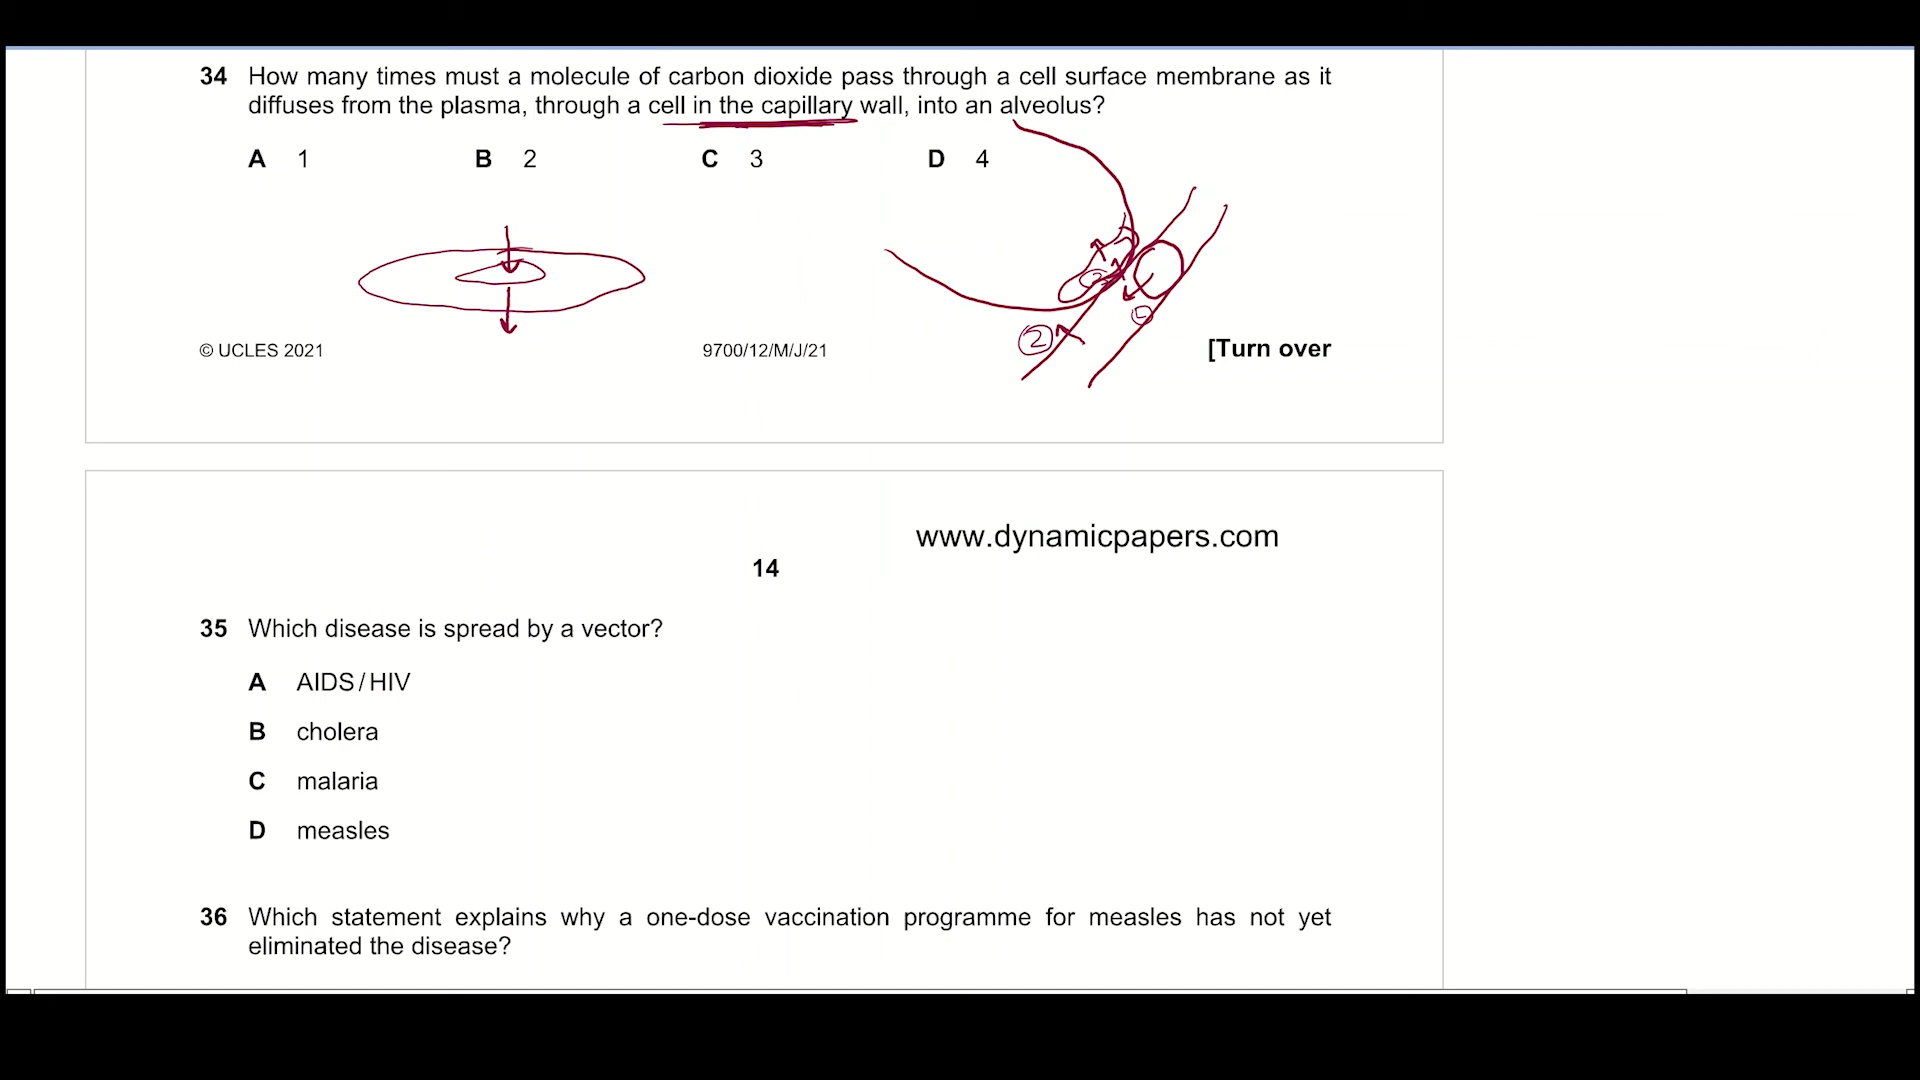 34 How many times must a molecule of carbon dioxide pass through a cell surface membrane as it
diffuses from the plasma, through a cell in the capillary wall, into an alveolus?
A 1 B 2 C 3 D 4
2
© UCLES 2021 9700/12/M/J/21 [Turn over
www.dynamicpapers.com
14
35 Which disease is spread by a vector?
A AIDS / HIV
B cholera
C malaria
D measles
36 Which statement explains why a one-dose vaccination programme for measles has not yet
eliminated the disease?